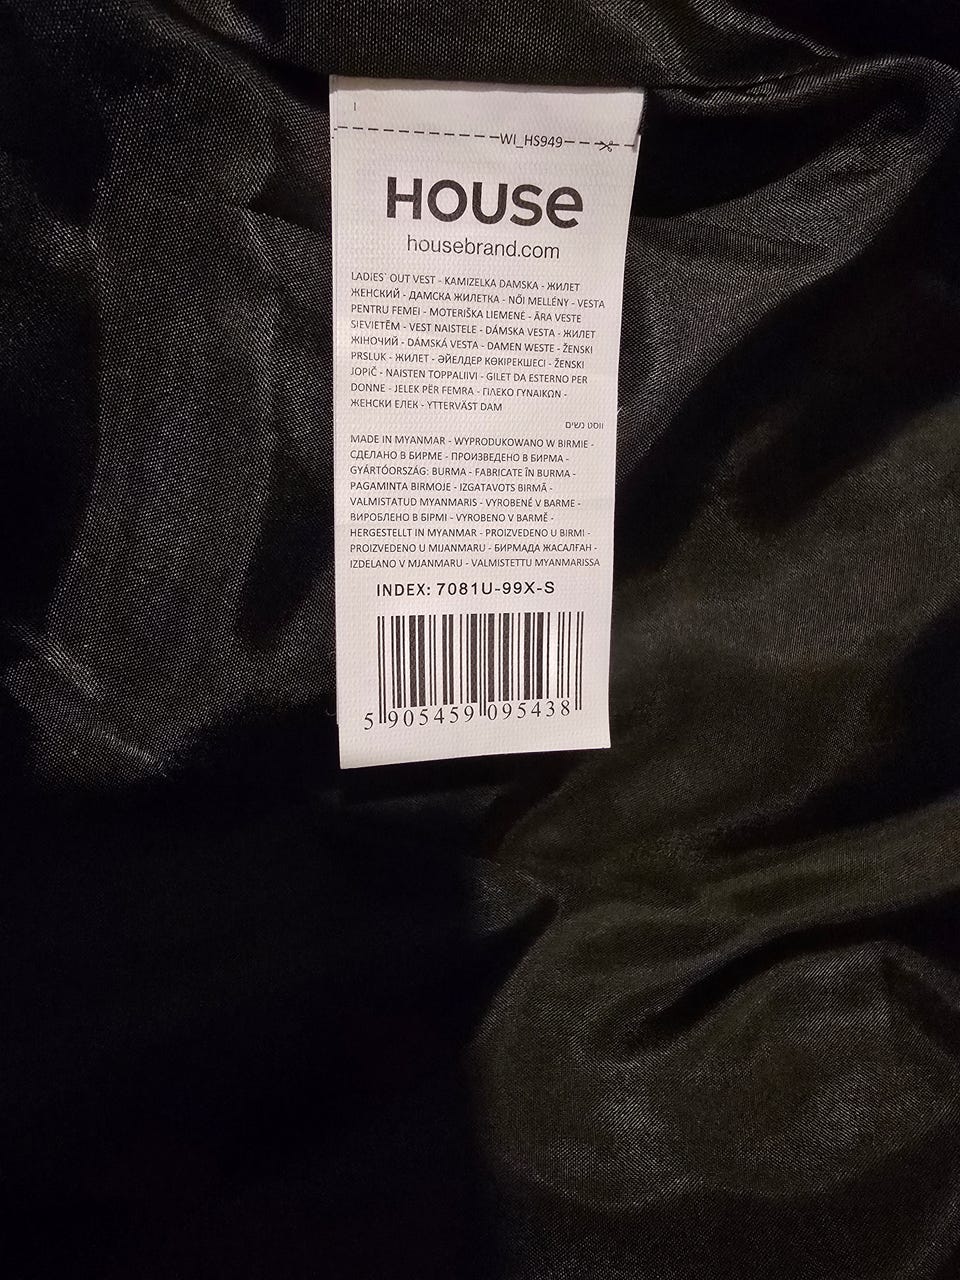 I
WI_HS949
HOUSE
housebrand.com
LADIES` OUT VEST - KAMIZELKA DAMSKA - ЖИЛЕТ
ЖЕНСКИЙ - ДАМСКА ЖИЛЕТКА - NŐI MELLÉNY - VESTA
PENTRU FEMEI - MOTERIŠKA LIEMENĖ - ĀRA VESTE
SIEVIETĒM - VEST NAISTELE - DÁMSKA VESTA - ЖИЛЕТ
ЖІНОЧИЙ - DÁMSKÁ VESTA - DAMEN WESTE - ŽENSKI
PRSLUK - ЖИЛЕТ - ӘЙЕЛДЕР КӨКІРЕКШЕСІ - ŽENSKI
JOPIČ - NAISTEN TOPPALIIVI - GILET DA ESTERNO PER
DONNE - JELEK PËR FEMRA - ΓΙΛΕΚΟ ΓΥΝΑΙΚΩΝ -
ЖЕНСКИ ЕЛЕК - YTTERVÄST DAM
ווסט נשים
MADE IN MYANMAR - WYPRODUKOWANO W BIRMIE -
СДЕЛАНО В БИРМЕ - ПРОИЗВЕДЕНО В БИРМА -
GYÁRTÓORSZÁG: BURMA - FABRICATE ÎN BURMA -
PAGAMINTA BIRMOJE - IZGATAVOTS BIRMĀ -
VALMISTATUD MYANMARIS - VYROBENÉ V BARME -
ВИРОБЛЕНО В БІРМІ - VYROBENO V BARMĚ -
HERGESTELLT IN MYANMAR - PROIZVEDENO U BIRMI -
PROIZVEDENO U MIJANMARU - БИРМАДА ЖАСАЛҒАН -
IZDELANO V MJANMARU - VALMISTETTU MYANMARISSA
INDEX: 7081U-99X-S
5 905459 095438